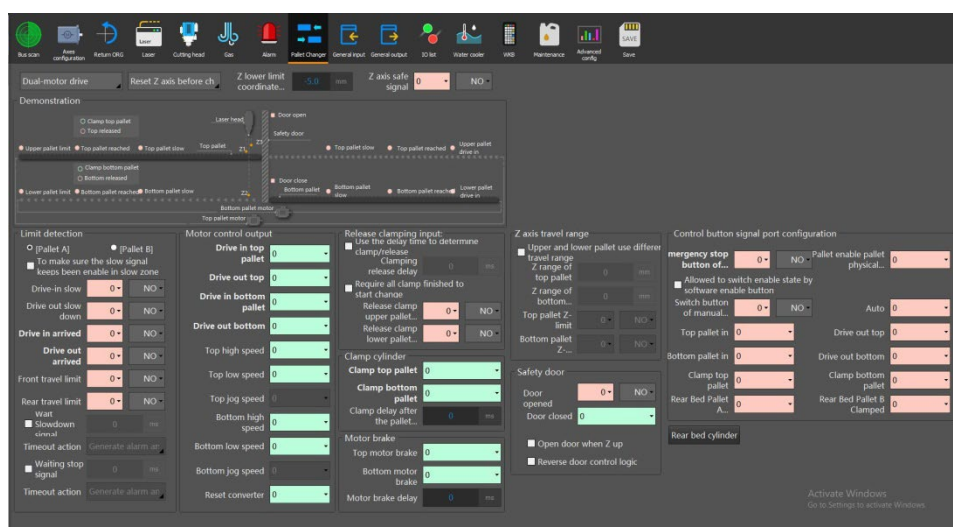 Bus scan
Axes configuration
Return ORG
Laser
Laser
Cutting head
Gas
Alarm
Pallet Changer
General input
General output
IO list
Water cooler
WKB
Maintenance
Advanced config
SAVE
Save
Dual-motor drive
Reset Z axis before ch
Z lower limit coordinate...
-5.0
mm
Z axis safe signal
0
NO
Demonstration
Clamp top pallet
Top released
Laser head
Door open
Safety door
Upper pallet limit
Top pallet reached
Top pallet slow
Top pallet
Z1
Z3
Top pallet slow
Top pallet reached
Upper pallet drive in
Clamp bottom pallet
Bottom released
Door close
Lower pallet limit
Bottom pallet reached
Bottom pallet slow
Z2
Bottom pallet
Bottom pallet slow
Bottom pallet reached
Lower pallet drive in
Bottom pallet motor
Top pallet motor
Limit detection
[Pallet A]
[Pallet B]
To make sure the slow signal
keeps been enable in slow zone
Drive-in slow
0
NO
Drive out slow down
0
NO
Drive in arrived
0
NO
Drive out arrived
0
NO
Front travel limit
0
NO
Rear travel limit
0
NO
Wait
Slowdown
signal
0
ms
Timeout action
Generate alarm an
Waiting stop signal
0
ms
Timeout action
Generate alarm an
Motor control output
Drive in top pallet
0
Drive out top
0
Drive in bottom pallet
0
Drive out bottom
0
Top high speed
0
Top low speed
0
Top jog speed
0
Bottom high speed
0
Bottom low speed
0
Bottom jog speed
0
Reset converter
0
Release clamping input:
Use the delay time to determine
clamp/release
Clamping release delay
0
ms
Require all clamp finished to
start change
Release clamp upper pallet...
0
NO
Release clamp lower pallet...
0
NO
Clamp cylinder
Clamp top pallet
0
Clamp bottom pallet
0
Clamp delay after the pallet...
0
ms
Motor brake
Top motor brake
0
Bottom motor brake
0
Motor brake delay
0
ms
Z axis travel range
Upper and lower pallet use differen
travel range
Z range of top pallet
0
mm
Z range of bottom...
0
mm
Top pallet Z-limit
0
NO
Bottom pallet Z-...
0
NO
Safety door
Door opened
0
NO
Door closed
0
Open door when Z up
Reverse door control logic
Control button signal port configuration
mergency stop button of...
0
NO
Pallet enable pallet physical...
0
Allowed to switch enable state by
software enable button
Switch button of manual...
0
NO
Auto
0
Top pallet in
0
Drive out top
0
Bottom pallet in
0
Drive out bottom
0
Clamp top pallet
0
Clamp bottom pallet
0
Rear Bed Pallet A...
0
Rear Bed Pallet B Clamped
0
Rear bed cylinder
Activate Windows
Go to Settings to activate Windows.